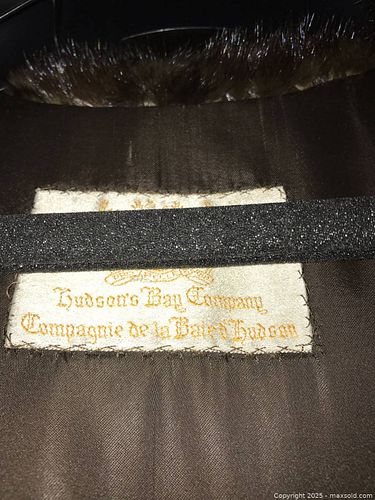 Hudson's Bay Company
Compagnie de la Baie d'Hudson
Copyright 2025 - maxsold.com